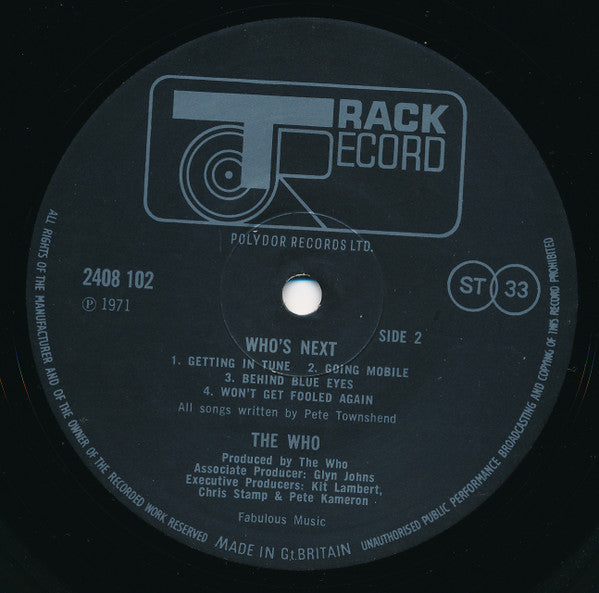 TRACK
RECORD
POLYDOR RECORDS LTD.
2408 102
℗ 1971
ST 33
SIDE 2
WHO'S NEXT
1. GETTING IN TUNE 2. GOING MOBILE
3. BEHIND BLUE EYES
4. WON'T GET FOOLED AGAIN
All songs written by Pete Townshend
THE WHO
Produced by The Who
Associate Producer: Glyn Johns
Executive Producers: Kit Lambert,
Chris Stamp & Pete Kameron
Fabulous Music
ALL RIGHTS OF THE MANUFACTURER AND OF THE OWNER OF THE RECORDED WORK RESERVED
MADE IN Gt.BRITAIN
UNAUTHORISED PUBLIC PERFORMANCE BROADCASTING AND COPYING OF THIS RECORD PROHIBITED